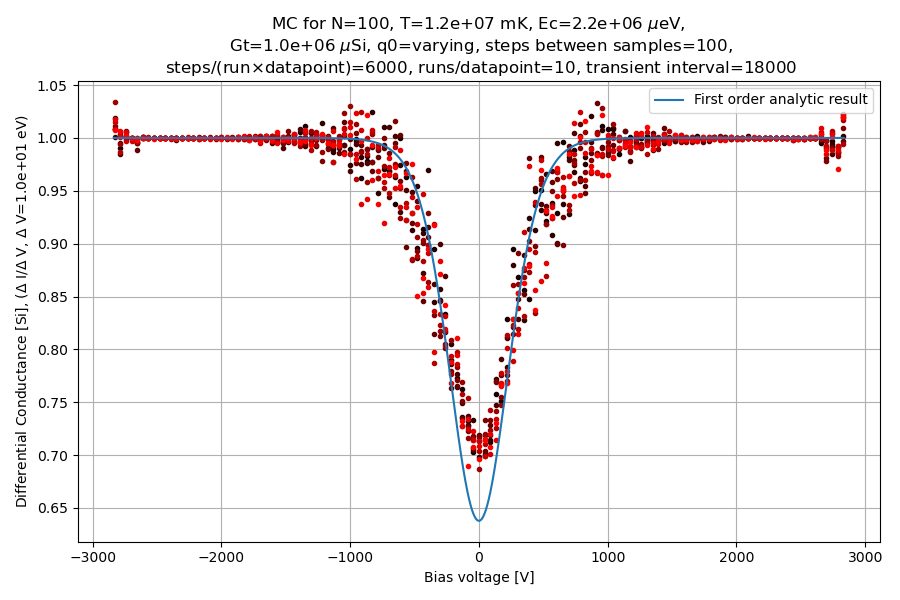 MC for N=100, T=1.2e+07 mK, Ec=2.2e+06 μeV,
Gt=1.0e+06 μSi, q0=varying, steps between samples=100,
steps/(run×datapoint)=6000, runs/datapoint=10, transient interval=18000
First order analytic result
Differential Conductance [Si], (Δ I/Δ V, Δ V=1.0e+01 eV)
1.05
1.00
0.95
0.90
0.85
0.80
0.75
0.70
0.65
−3000 −2000 −1000 0 1000 2000 3000
Bias voltage [V]